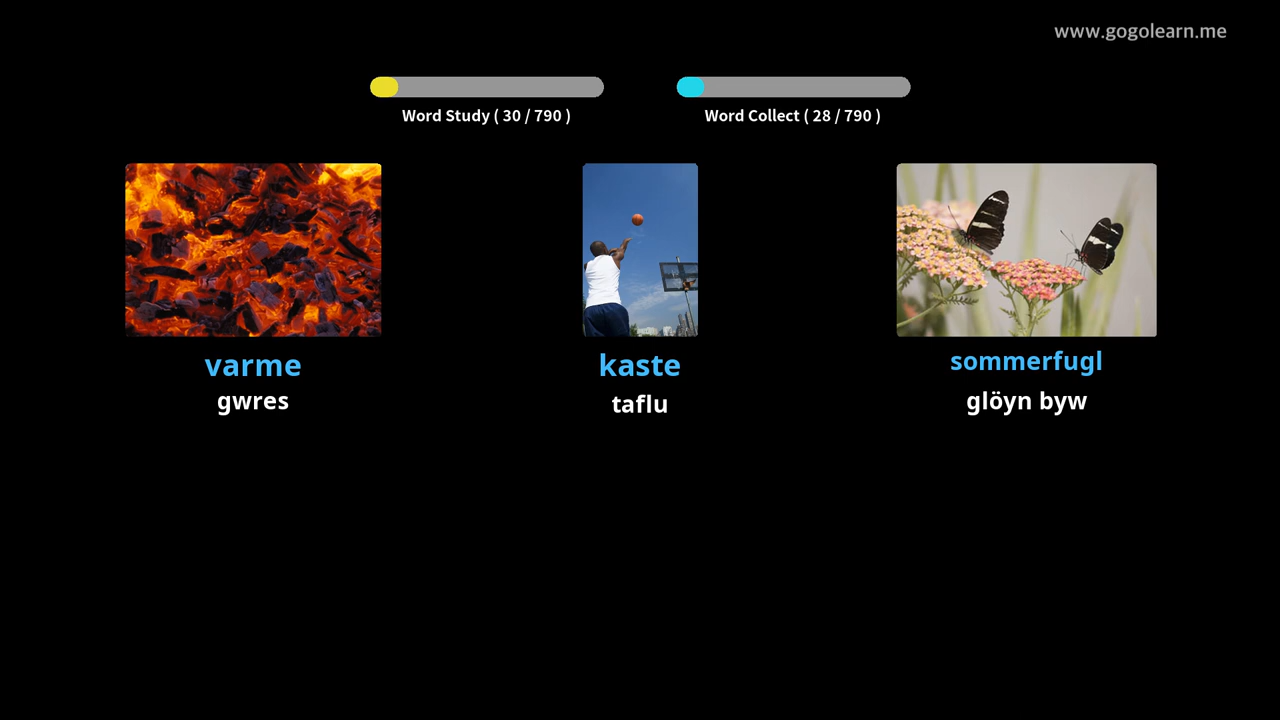 www.gogolearn.me
Word Study ( 30 / 790 )
Word Collect ( 28 / 790 )
varme
gwres
kaste
taflu
sommerfugl
glöyn byw